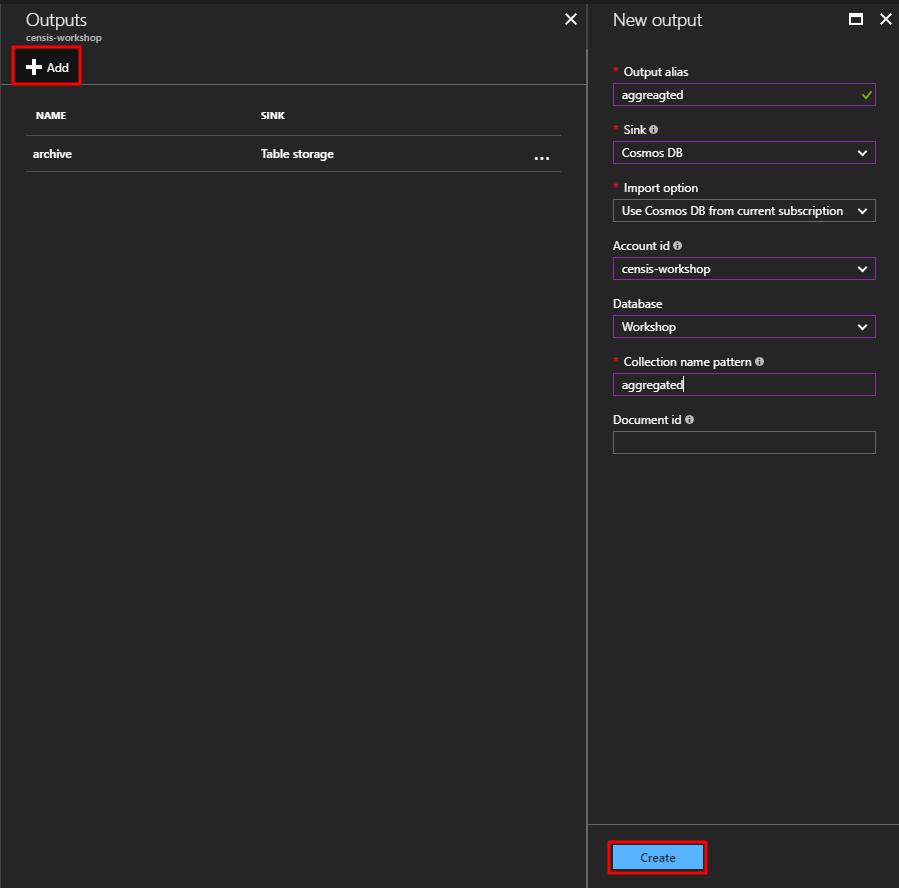 Outputs
censis-workshop
Add
NAME SINK
archive Table storage
New output
* Output alias
aggreagted
* Sink
Cosmos DB
* Import option
Use Cosmos DB from current subscription
Account id
censis-workshop
Database
Workshop
* Collection name pattern
aggregated
Document id
Create